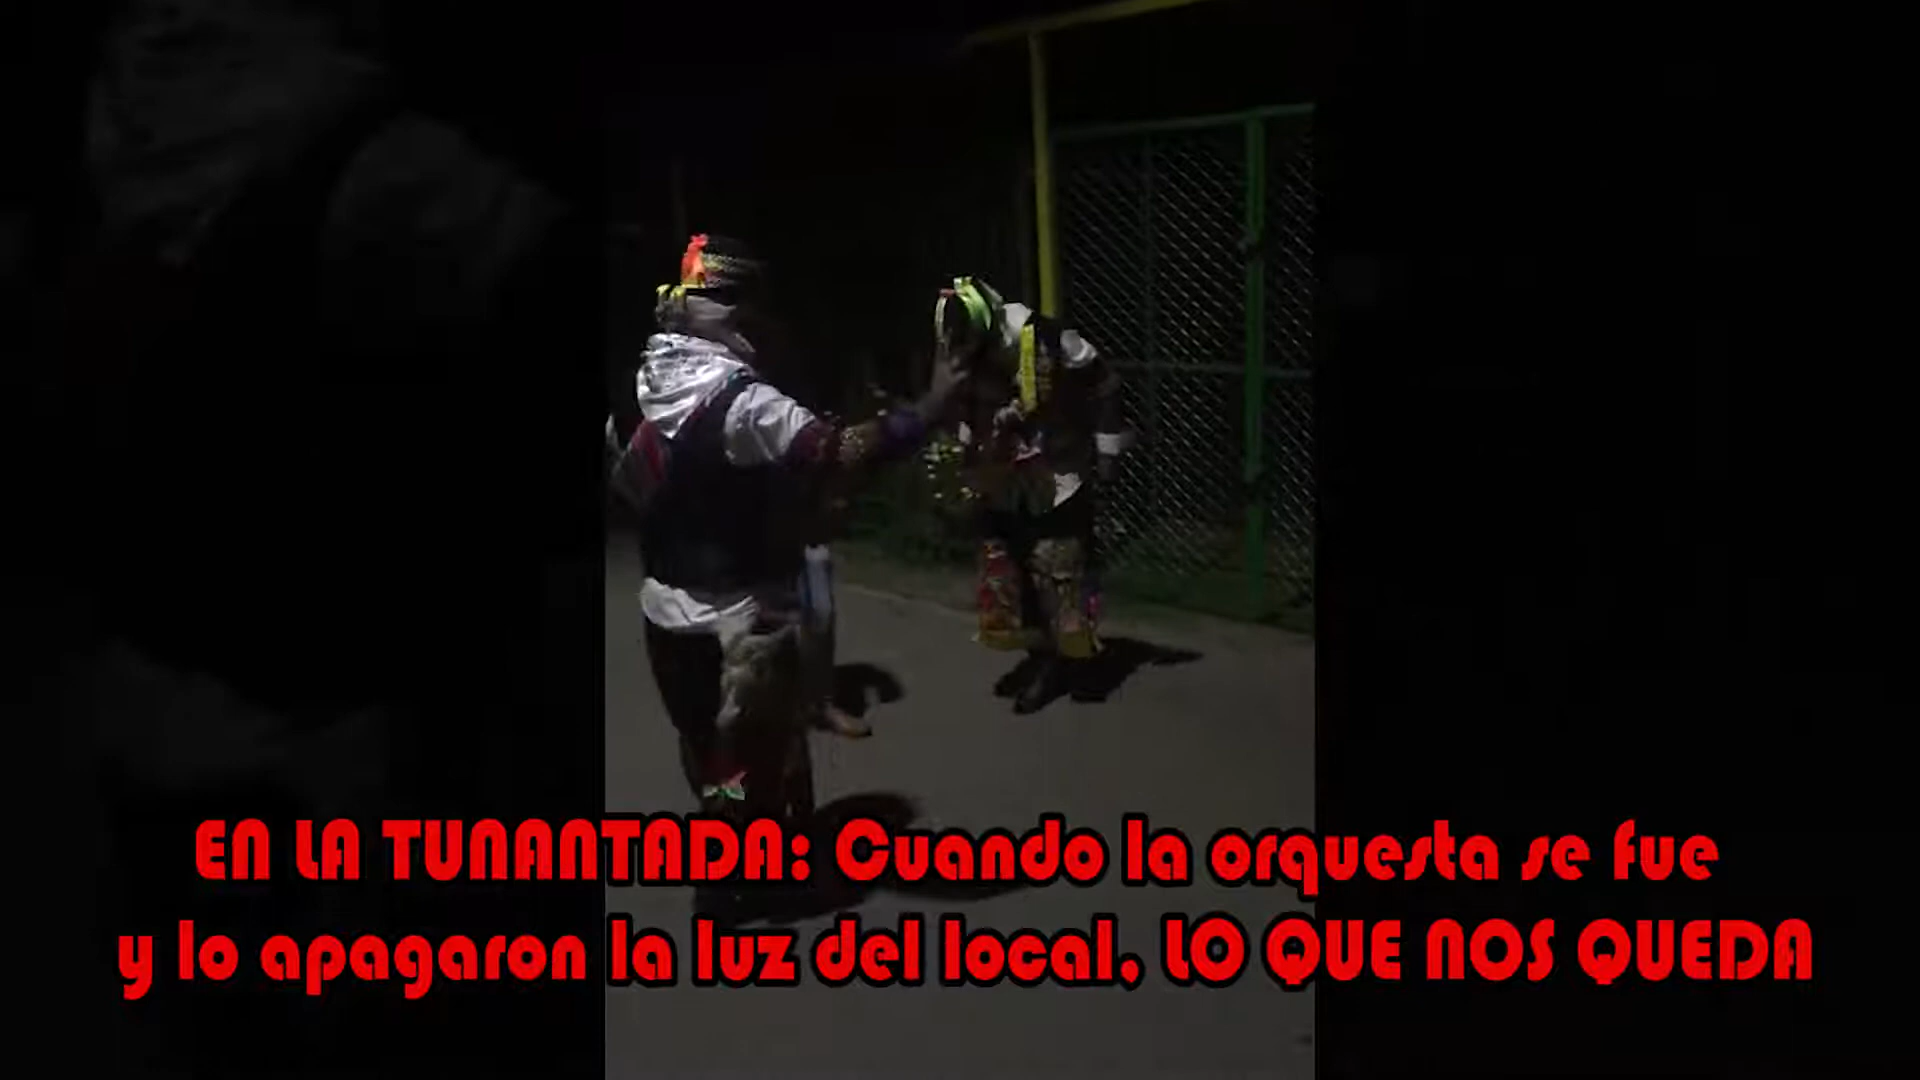 EN LA TUNANTADA: Cuando la orquesta se fue
y lo apagaron la luz del local, LO QUE NOS QUEDA